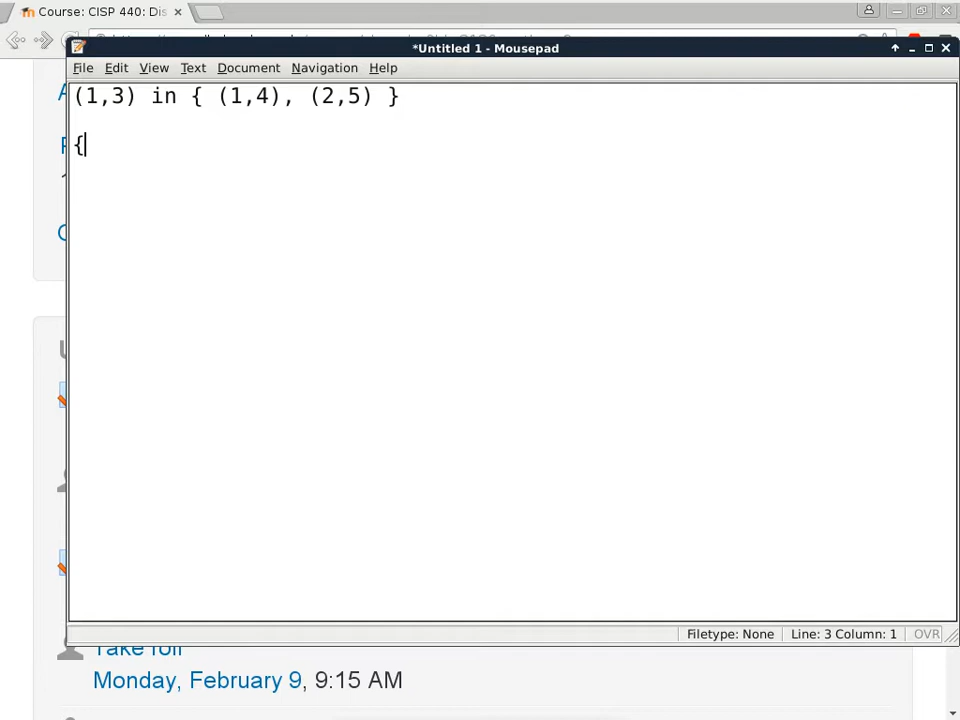 Course: CISP 440: Dis
*Untitled 1 - Mousepad
File Edit View Text Document Navigation Help
(1,3) in { (1,4), (2,5) }
{
Filetype: None Line: 3 Column: 1 OVR
Take roll
Monday, February 9, 9:15 AM